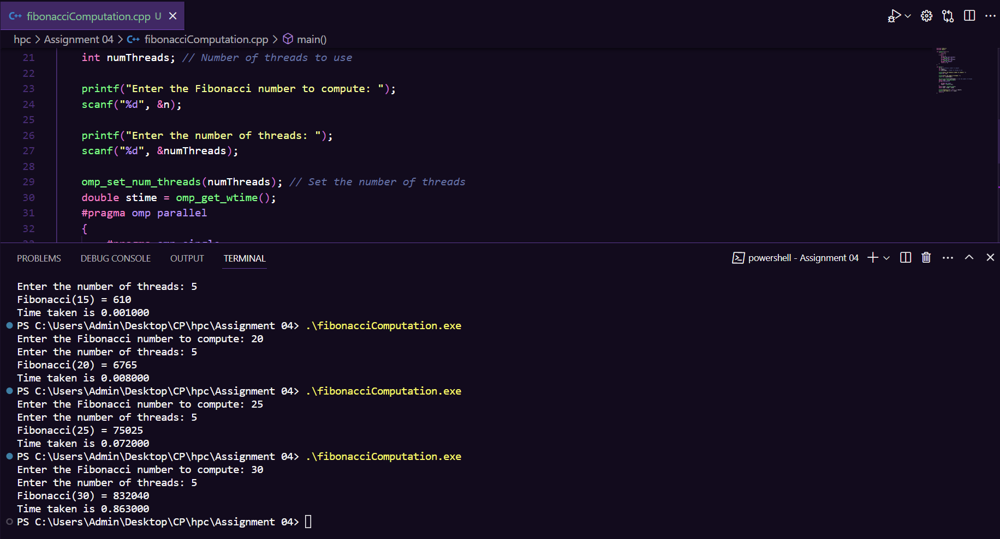 fibonacciComputation.cpp U
hpc > Assignment 04 > fibonacciComputation.cpp > main()
21 int numThreads; // Number of threads to use
22
23 printf("Enter the Fibonacci number to compute: ");
24 scanf("%d", &n);
25
26 printf("Enter the number of threads: ");
27 scanf("%d", &numThreads);
28
29 omp_set_num_threads(numThreads); // Set the number of threads
30 double stime = omp_get_wtime();
31 #pragma omp parallel
32 {
33 #pragma omp single
PROBLEMS DEBUG CONSOLE OUTPUT TERMINAL powershell - Assignment 04
Enter the number of threads: 5
Fibonacci(15) = 610
Time taken is 0.001000
PS C:\Users\Admin\Desktop\CP\hpc\Assignment 04> .\fibonacciComputation.exe
Enter the Fibonacci number to compute: 20
Enter the number of threads: 5
Fibonacci(20) = 6765
Time taken is 0.008000
PS C:\Users\Admin\Desktop\CP\hpc\Assignment 04> .\fibonacciComputation.exe
Enter the Fibonacci number to compute: 25
Enter the number of threads: 5
Fibonacci(25) = 75025
Time taken is 0.072000
PS C:\Users\Admin\Desktop\CP\hpc\Assignment 04> .\fibonacciComputation.exe
Enter the Fibonacci number to compute: 30
Enter the number of threads: 5
Fibonacci(30) = 832040
Time taken is 0.863000
PS C:\Users\Admin\Desktop\CP\hpc\Assignment 04>